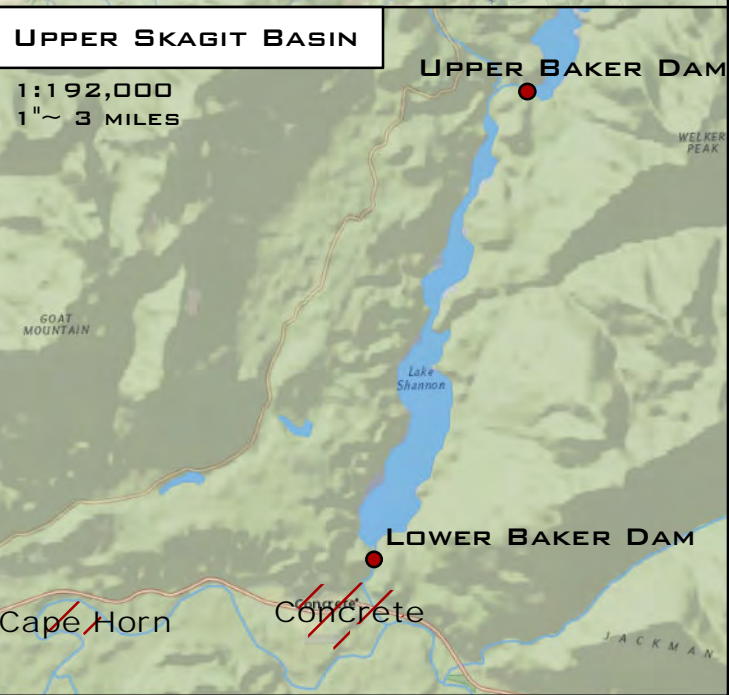 UPPER SKAGIT BASIN
1:192,000
1"~ 3 MILES
UPPER BAKER DAM
WELKER
PEAK
GOAT
MOUNTAIN
Lake
Shannon
LOWER BAKER DAM
Concrete
Concrete
Cape Horn
JACKMAN